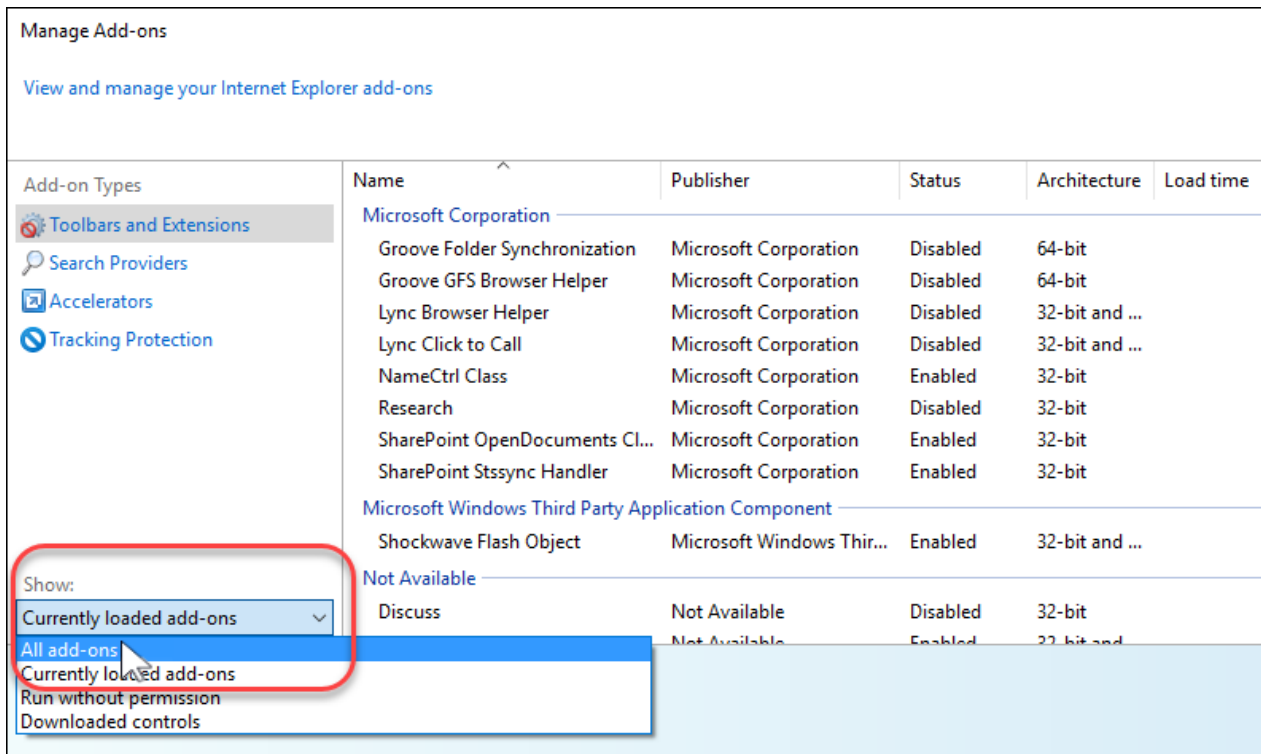 Manage Add-ons
View and manage your Internet Explorer add-ons
Add-on Types
Toolbars and Extensions
Search Providers
Accelerators
Tracking Protection
Show:
Currently loaded add-ons
All add-ons
Currently loaded add-ons
Run without permission
Downloaded controls
Name Publisher Status Architecture Load time
Microsoft Corporation
Groove Folder Synchronization Microsoft Corporation Disabled 64-bit
Groove GFS Browser Helper Microsoft Corporation Disabled 64-bit
Lync Browser Helper Microsoft Corporation Disabled 32-bit and ...
Lync Click to Call Microsoft Corporation Disabled 32-bit and ...
NameCtrl Class Microsoft Corporation Enabled 32-bit
Research Microsoft Corporation Disabled 32-bit
SharePoint OpenDocuments Cl... Microsoft Corporation Enabled 32-bit
SharePoint Stssync Handler Microsoft Corporation Enabled 32-bit
Microsoft Windows Third Party Application Component
Shockwave Flash Object Microsoft Windows Thir... Enabled 32-bit and ...
Not Available
Discuss Not Available Disabled 32-bit
Not Available Enabled 32-bit and